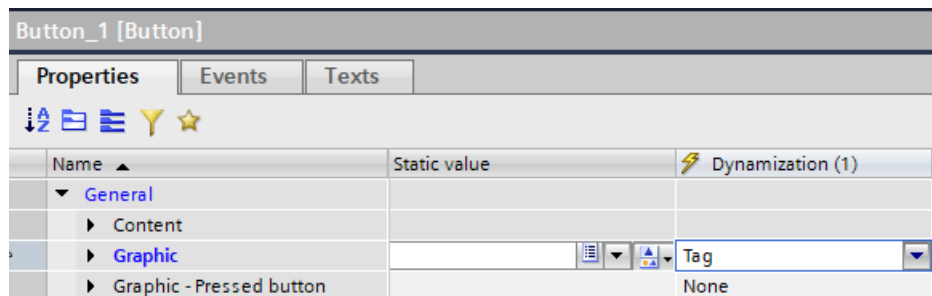 Button_1 [Button]
Properties Events Texts
Name Static value Dynamization (1)
General
Content
Graphic Tag
Graphic - Pressed button None